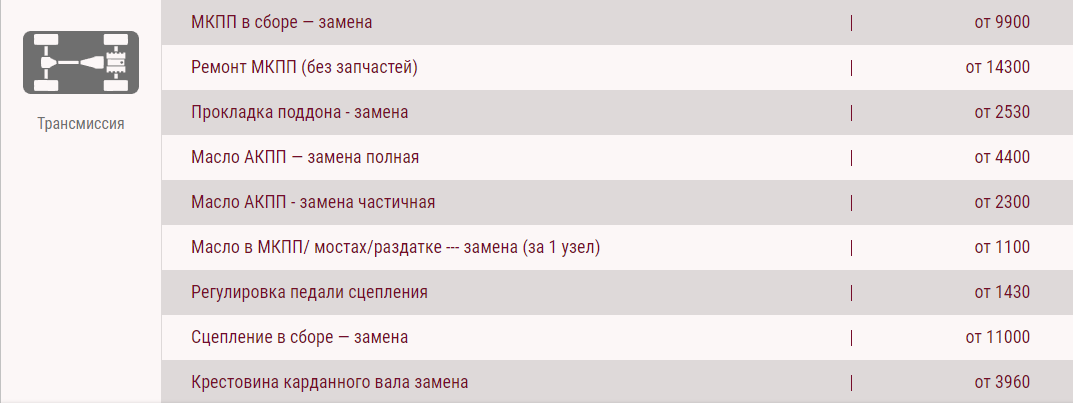 МКПП в сборе — замена | от 9900
Ремонт МКПП (без запчастей) | от 14300
Прокладка поддона - замена | от 2530
Трансмиссия
Масло АКПП — замена полная | от 4400
Масло АКПП - замена частичная | от 2300
Масло в МКПП/ мостах/раздатке --- замена (за 1 узел) | от 1100
Регулировка педали сцепления | от 1430
Сцепление в сборе — замена | от 11000
Крестовина карданного вала замена | от 3960